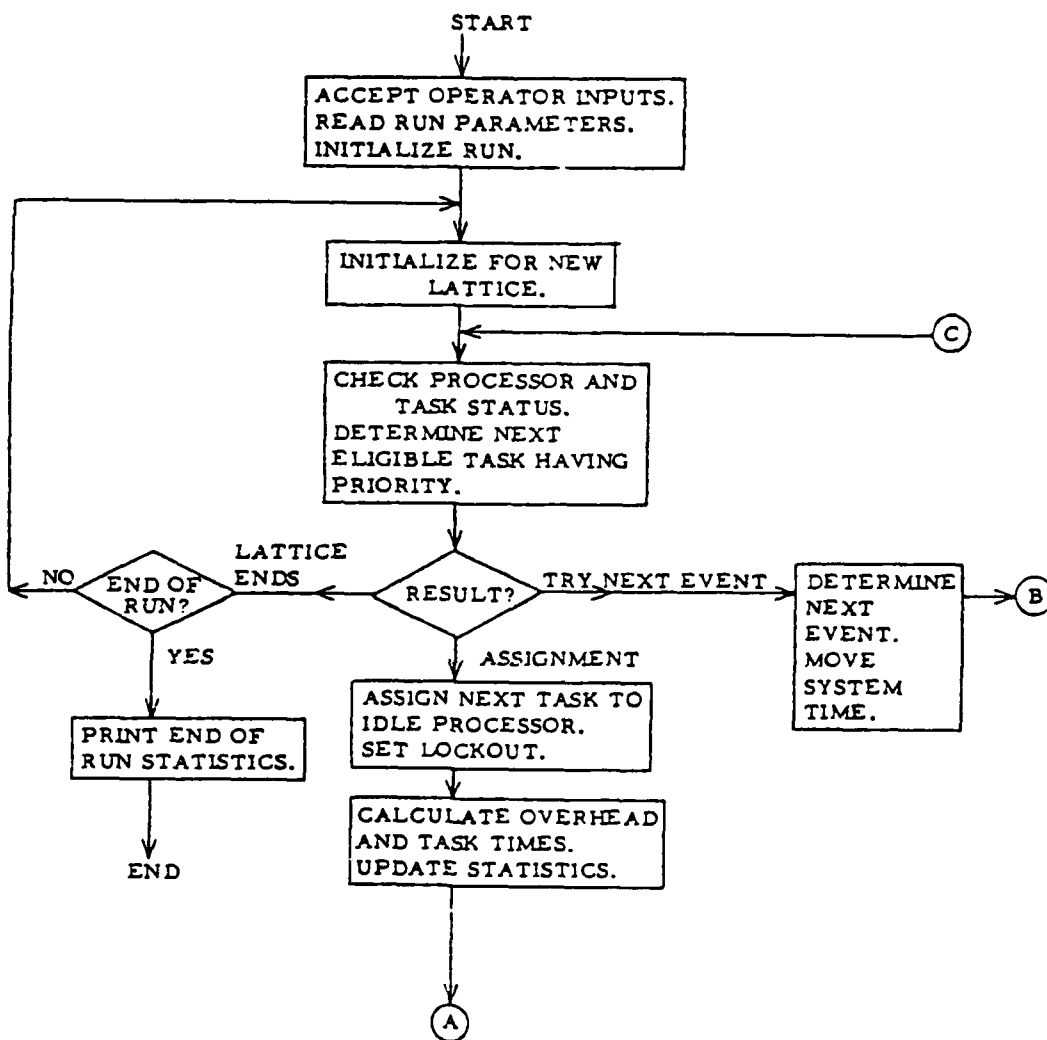 START
ACCEPT OPERATOR INPUTS.
READ RUN PARAMETERS.
INITIALIZE RUN.
INITIALIZE FOR NEW
LATTICE.
C
CHECK PROCESSOR AND
TASK STATUS.
DETERMINE NEXT
ELIGIBLE TASK HAVING
PRIORITY.
NO
END OF
RUN?
LATTICE
ENDS
RESULT?
TRY NEXT EVENT
DETERMINE
NEXT
EVENT.
MOVE
SYSTEM
TIME.
B
YES
ASSIGNMENT
PRINT END OF
RUN STATISTICS.
END
ASSIGN NEXT TASK TO
IDLE PROCESSOR.
SET LOCKOUT.
CALCULATE OVERHEAD
AND TASK TIMES.
UPDATE STATISTICS.
A